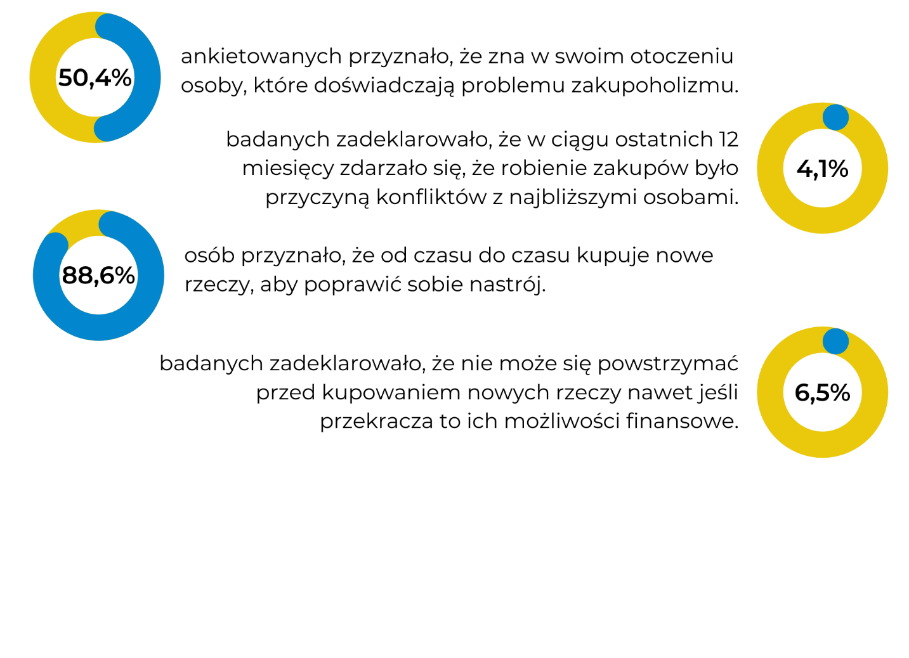 50,4%
ankietowanych przyznało, że zna w swoim otoczeniu
osoby, które doświadczają problemu zakupoholizmu.
badanych zadeklarowało, że w ciągu ostatnich 12
miesięcy zdarzało się, że robienie zakupów było
przyczyną konfliktów z najbliższymi osobami.
4,1%
88,6%
osób przyznało, że od czasu do czasu kupuje nowe
rzeczy, aby poprawić sobie nastrój.
badanych zadeklarowało, że nie może się powstrzymać
przed kupowaniem nowych rzeczy nawet jeśli
przekracza to ich możliwości finansowe.
6,5%